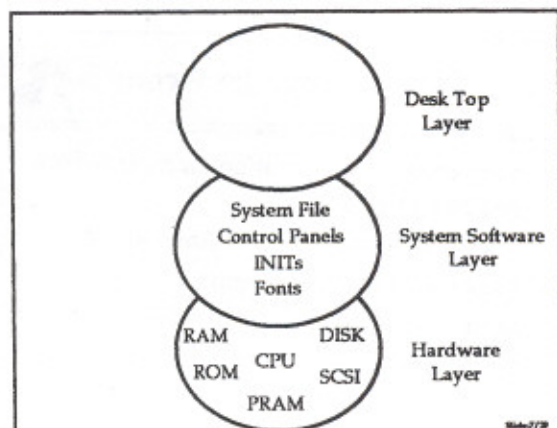 Desk Top
Layer
System File
Control Panels
INITs
Fonts
System Software
Layer
RAM
DISK
CPU
ROM
SCSI
PRAM
Hardware
Layer